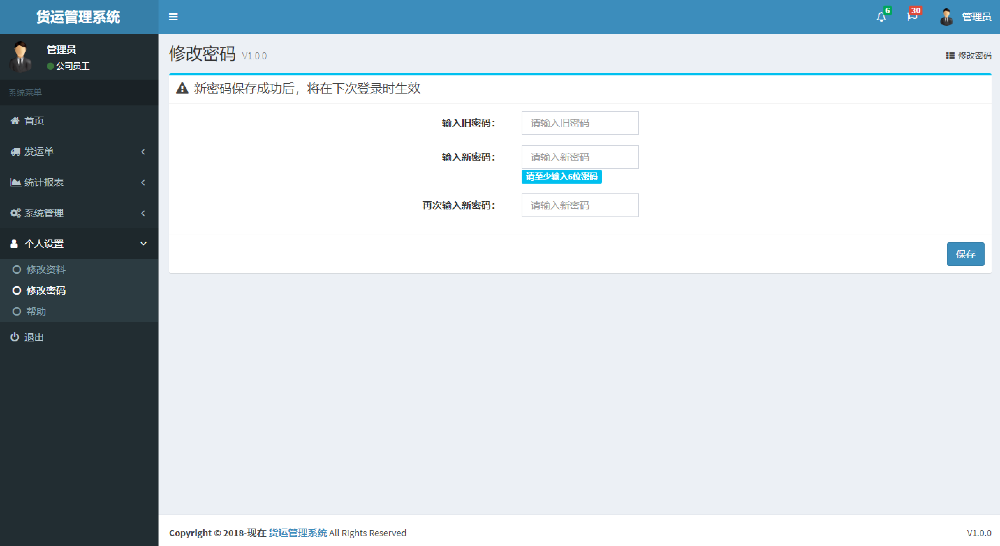 货运管理系统
6
30
管理员
管理员
公司员工
系统菜单
首页
发运单
统计报表
系统管理
个人设置
修改资料
修改密码
帮助
退出
修改密码 V1.0.0
修改密码
新密码保存成功后，将在下次登录时生效
输入旧密码： 请输入旧密码
输入新密码： 请输入新密码
请至少输入6位密码
再次输入新密码： 请输入新密码
保存
Copyright © 2018-现在 货运管理系统 All Rights Reserved
V1.0.0